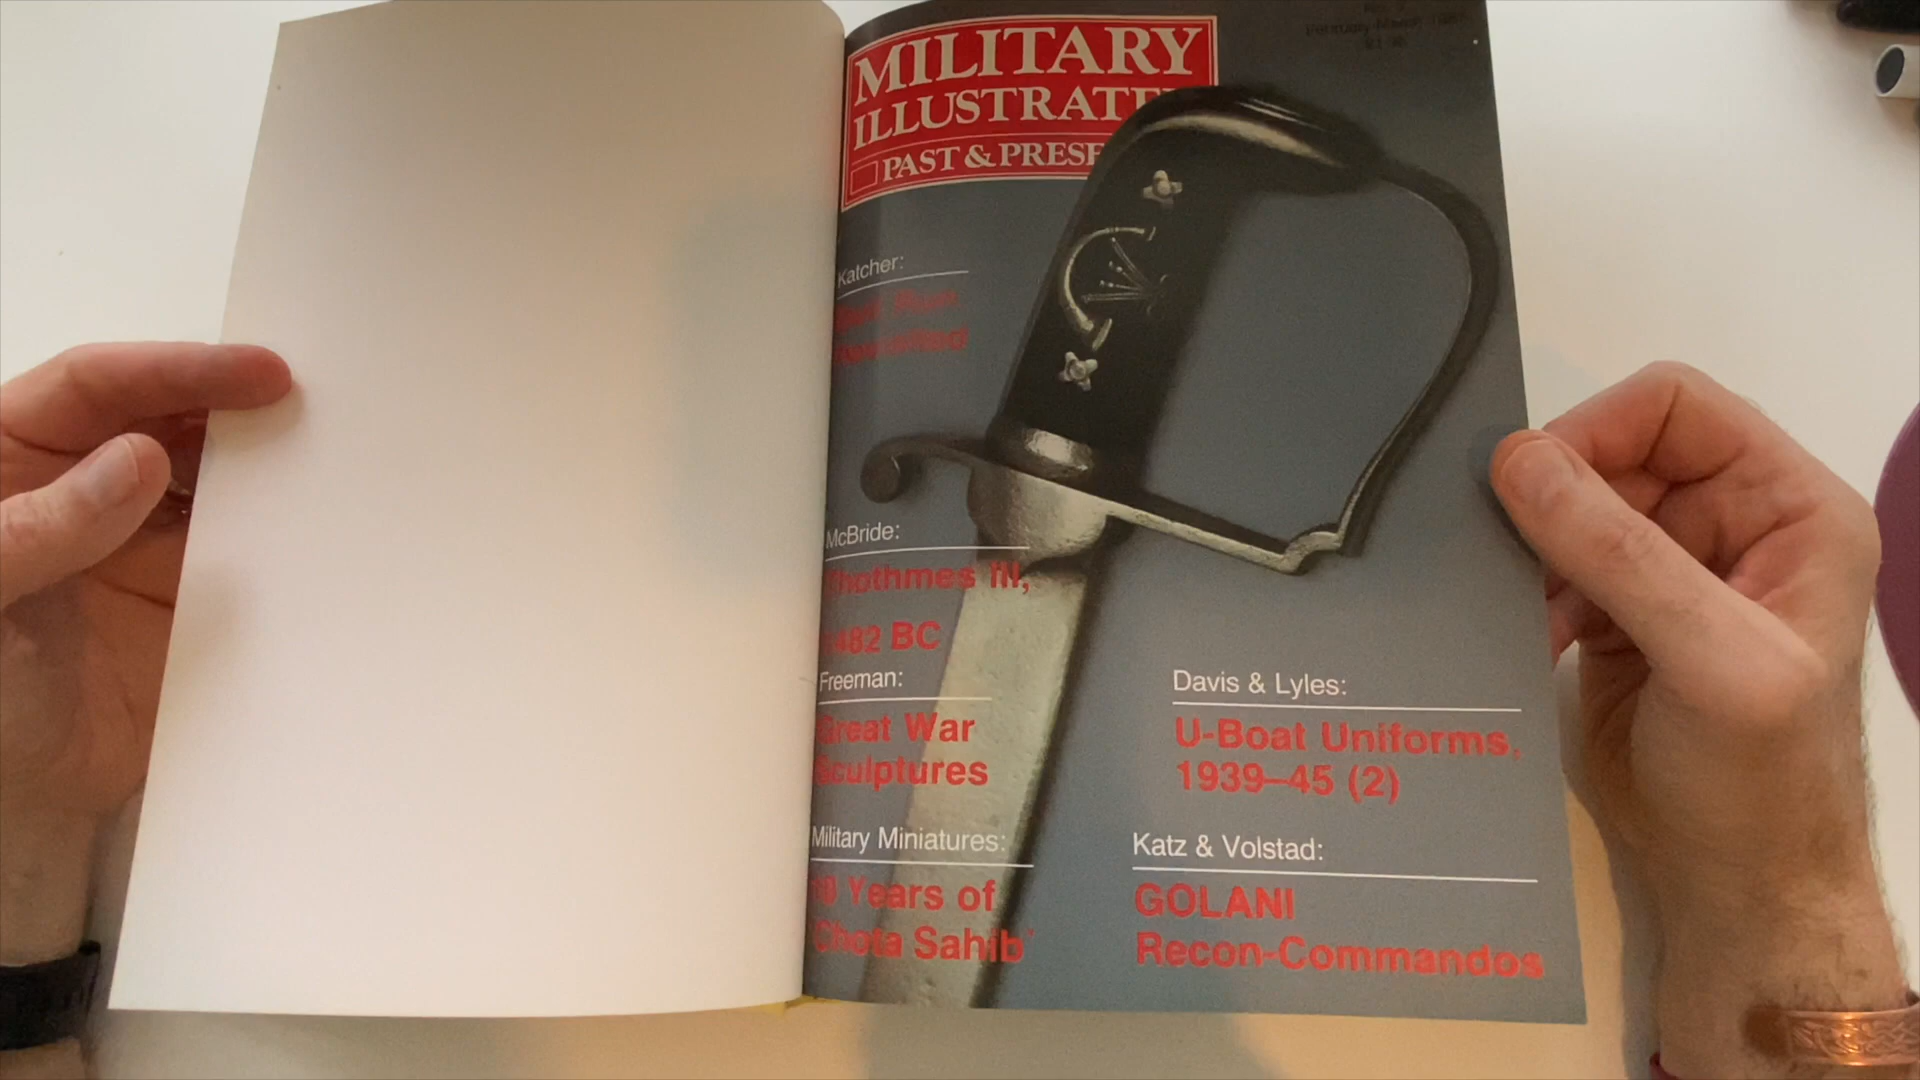 MILITARY
ILLUSTRATE
PAST & PRESE
Katcher:
McBride:
Thothmes III,
1482 BC
Freeman:
Great War
Sculptures
Military Miniatures:
10 Years of
'Chota Sahib'
Davis & Lyles:
U-Boat Uniforms,
1939–45 (2)
Katz & Volstad:
GOLANI
Recon-Commandos